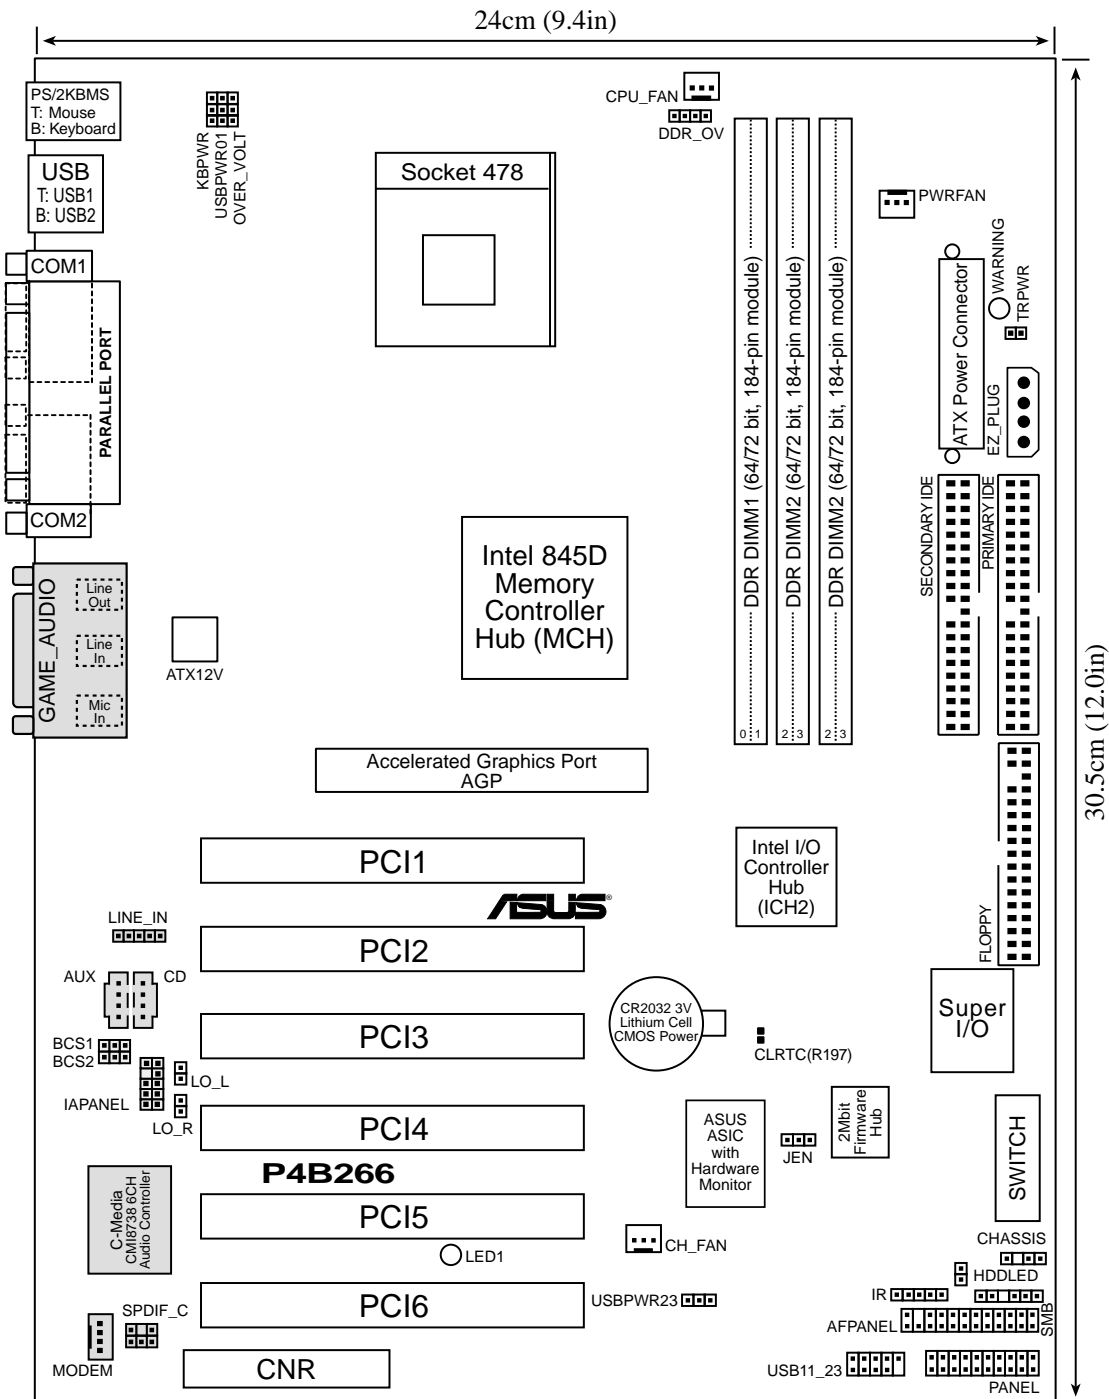 24cm (9.4in)
PS/2KBMS
T: Mouse
B: Keyboard
KBPWR
USBPWR01
OVER_VOLT
CPU_FAN
DDR_OV
USB
T: USB1
B: USB2
Socket 478
PWRFAN
COM1
PARALLEL PORT
COM2
DDR DIMM1 (64/72 bit, 184-pin module)
DDR DIMM2 (64/72 bit, 184-pin module)
DDR DIMM2 (64/72 bit, 184-pin module)
0 1
2 3
2 3
ATX Power Connector
WARNING
TRPWR
EZ_PLUG
SECONDARY IDE
PRIMARY IDE
30.5cm (12.0in)
GAME_AUDIO
Line
Out
Line
In
Mic
In
ATX12V
Intel 845D
Memory
Controller
Hub (MCH)
Accelerated Graphics Port
AGP
PCI1
ASUS®
Intel I/O
Controller
Hub
(ICH2)
FLOPPY
LINE_IN
PCI2
AUX
CD
PCI3
CR2032 3V
Lithium Cell
CMOS Power
CLRTC(R197)
Super
I/O
BCS1
BCS2
LO_L
IAPANEL
LO_R
PCI4
ASUS
ASIC
with
Hardware
Monitor
JEN
2Mbit
Firmware
Hub
SWITCH
P4B266
C-Media
CMI8738 6CH
Audio Controller
PCI5
LED1
CH_FAN
CHASSIS
HDDLED
IR
SMB
AFPANEL
SPDIF_C
PCI6
USBPWR23
MODEM
CNR
USB11_23
PANEL